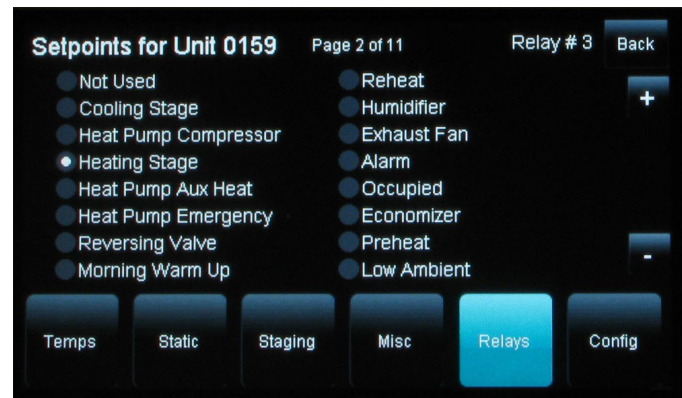 Setpoints for Unit 0159 Page 2 of 11 Relay # 3 Back
Not Used
Cooling Stage
Heat Pump Compressor
Heating Stage
Heat Pump Aux Heat
Heat Pump Emergency
Reversing Valve
Morning Warm Up
Reheat
Humidifier
Exhaust Fan
Alarm
Occupied
Economizer
Preheat
Low Ambient
+
-
Temps Static Staging Misc Relays Config